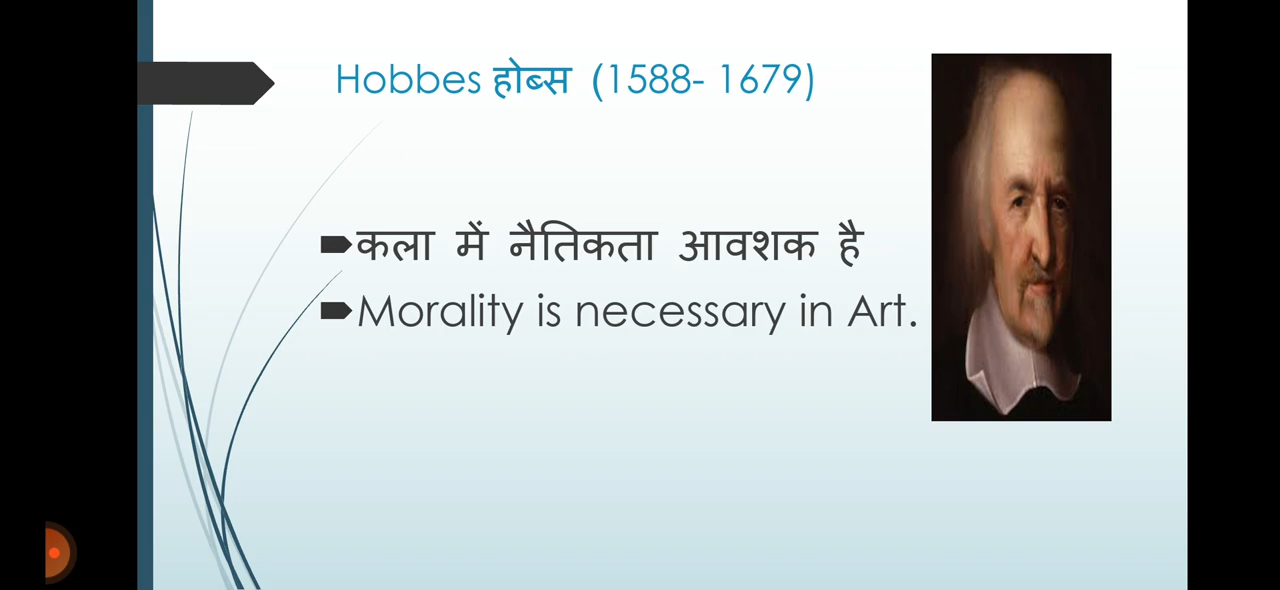 Hobbes होब्स (1588- 1679)
कला में नैतिकता आवशक है
Morality is necessary in Art.